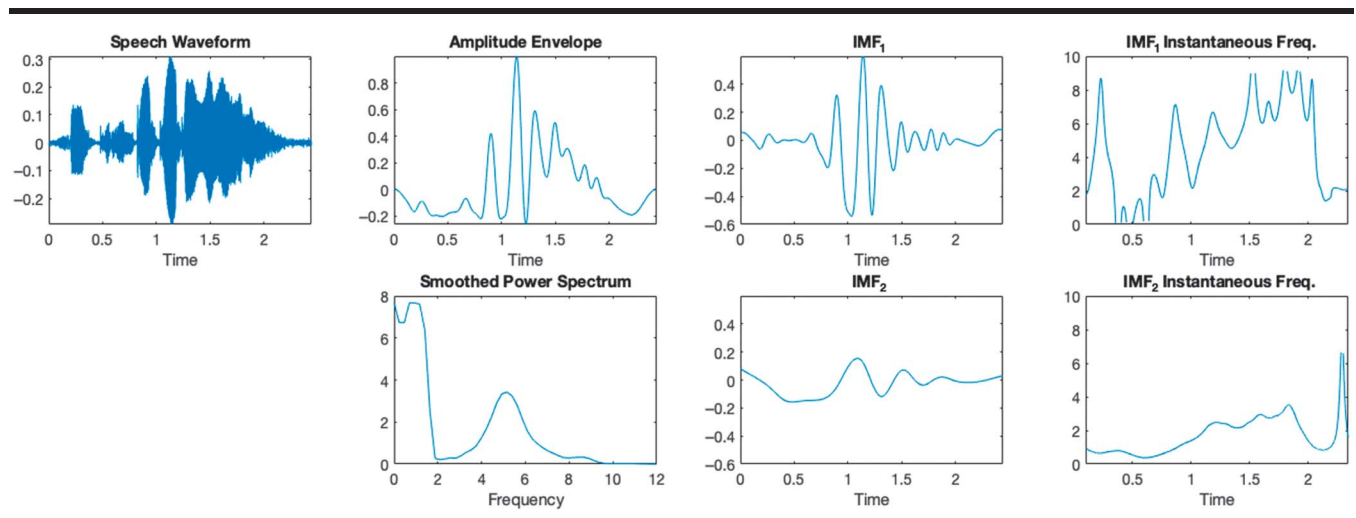 Speech Waveform
0.3
0.2
0.1
0
−0.1
−0.2
0 0.5 1 1.5 2
Time
Amplitude Envelope
1.0
0.8
0.6
0.4
0.2
0
−0.2
0 0.5 1 1.5 2
Time
IMF1
0.4
0.2
0
−0.2
−0.4
−0.6
0 0.5 1 1.5 2
Time
IMF1 Instantaneous Freq.
10
8
6
4
2
0
0.5 1 1.5 2
Time
Smoothed Power Spectrum
8
6
4
2
0
0 2 4 6 8 10 12
Frequency
IMF2
0.4
0.2
0
−0.2
−0.4
−0.6
0 0.5 1 1.5 2
Time
IMF2 Instantaneous Freq.
10
8
6
4
2
0
0.5 1 1.5 2
Time